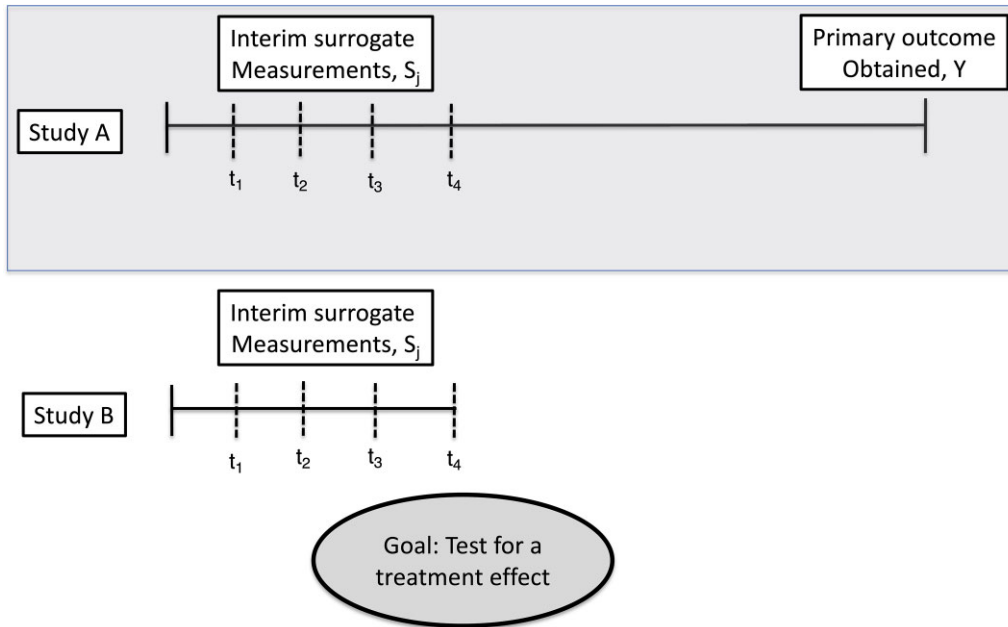 Interim surrogate
Measurements, Sj
Primary outcome
Obtained, Y
Study A
t1 t2 t3 t4
Interim surrogate
Measurements, Sj
Study B
t1 t2 t3 t4
Goal: Test for a
treatment effect